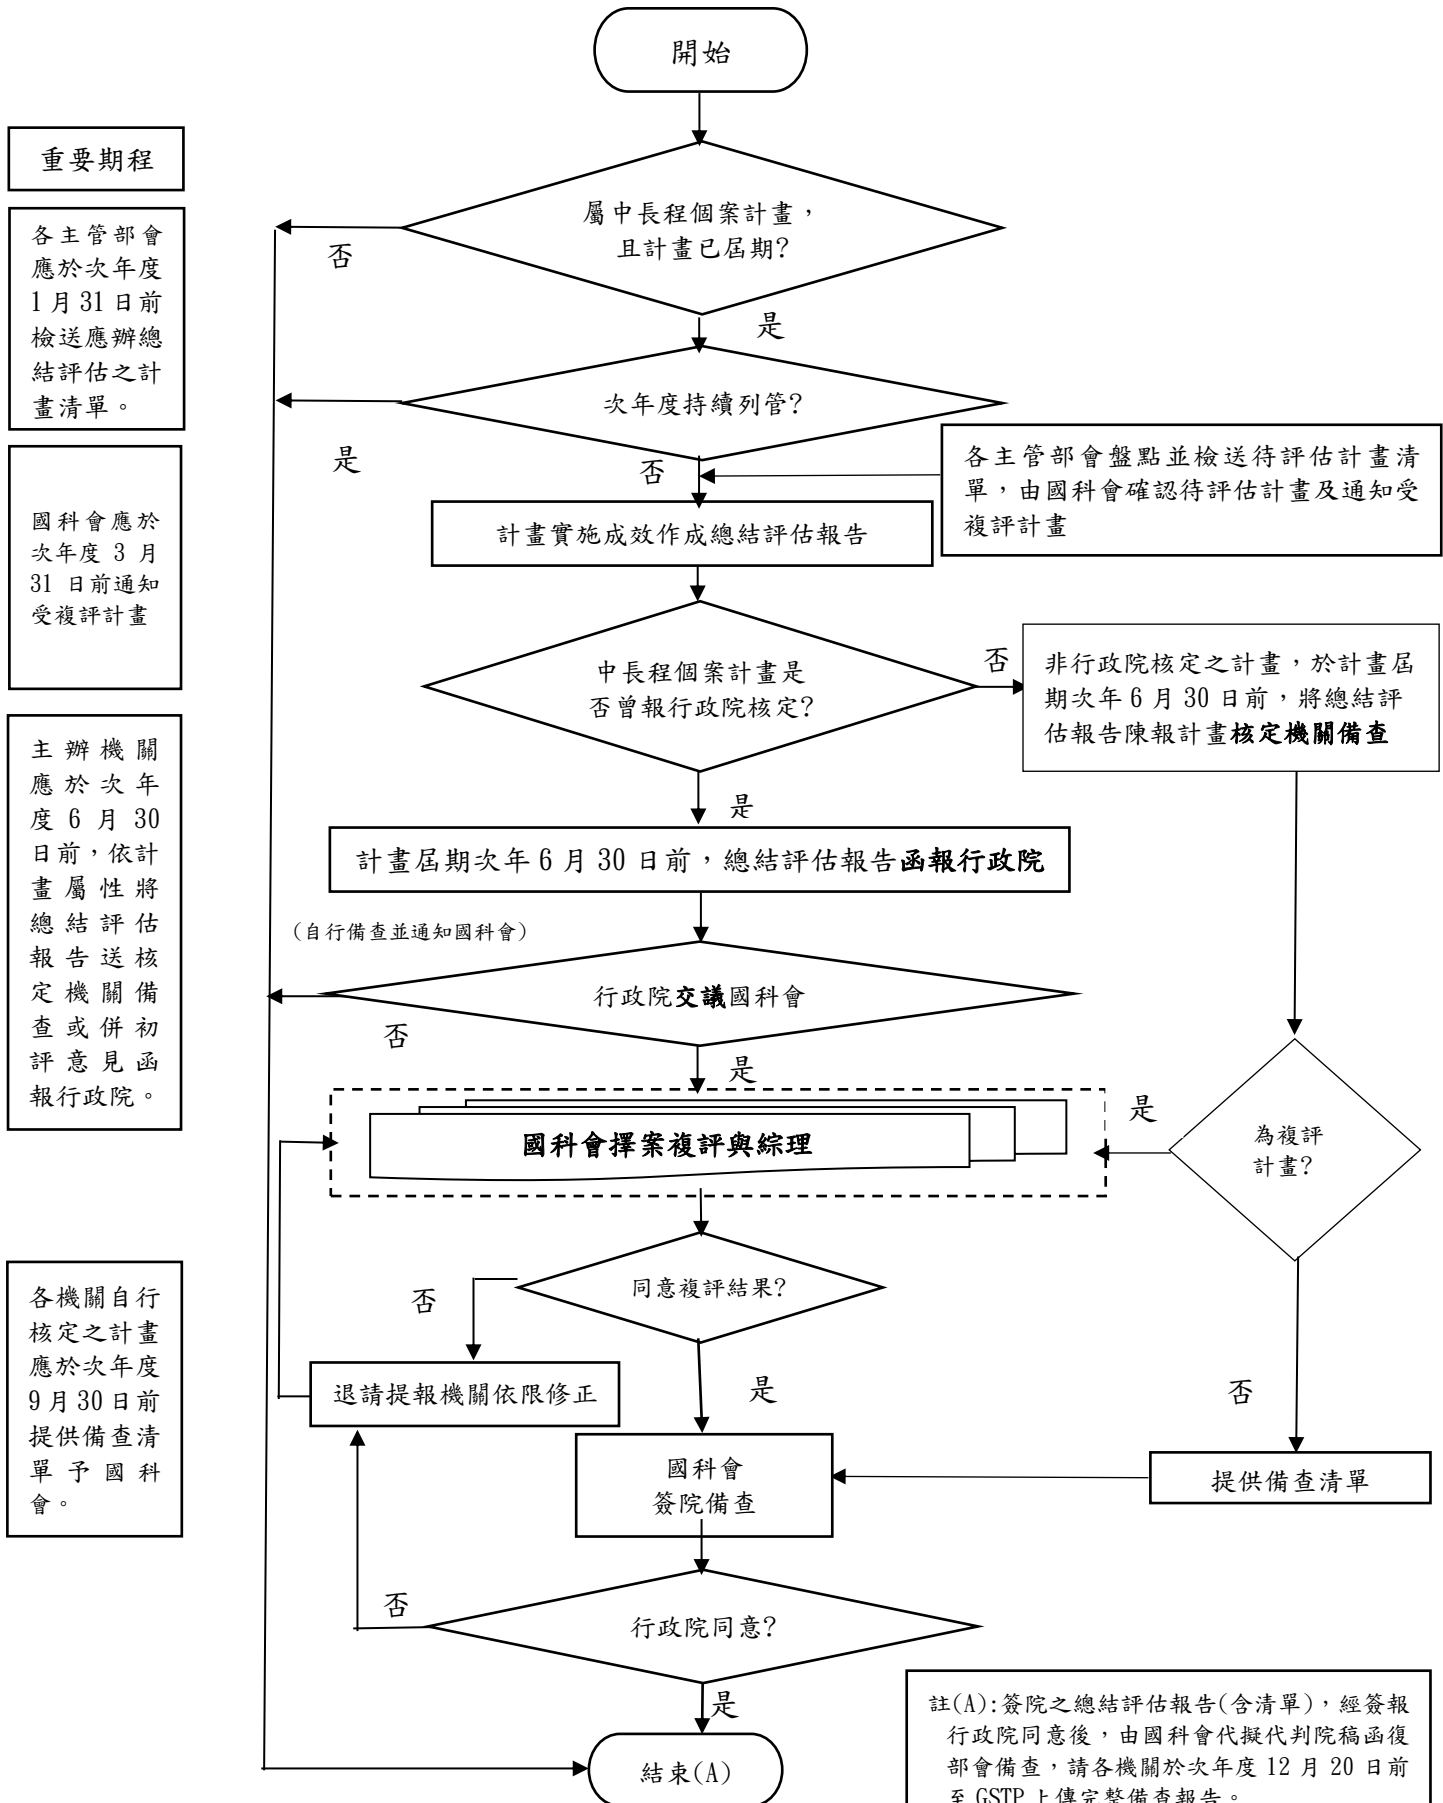 開始
重要期程
各主管部會
應於次年度
1月31日前
檢送應辦總
結評估之計
畫清單。
國科會應於
次年度 3 月
31 日前通知
受複評計畫
主辦機關
應於次年
度6月30
日前，依計
畫屬性將
總結評估
報告送核
定機關備
查或併初
評意見函
報行政院。
各機關自行
核定之計畫
應於次年度
9月30日前
提供備查清
單予國科
會。
屬中長程個案計畫，
且計畫已屆期?
否
是
次年度持續列管?
是
否
各主管部會盤點並檢送待評估計畫清
單，由國科會確認待評估計畫及通知受
複評計畫
計畫實施成效作成總結評估報告
中長程個案計畫是
否曾報行政院核定?
否
非行政院核定之計畫，於計畫屆
期次年6月30日前，將總結評
估報告陳報計畫核定機關備查
是
計畫屆期次年6月30日前，總結評估報告函報行政院
(自行備查並通知國科會)
行政院交議國科會
否
是
國科會擇案複評與綜理
是
為複評
計畫?
同意複評結果?
否
退請提報機關依限修正
是
否
國科會
簽院備查
提供備查清單
行政院同意?
否
是
結束(A)
註(A):簽院之總結評估報告(含清單)，經簽報
行政院同意後，由國科會代擬代判院稿函復
部會備查，請各機關於次年度12月20日前
至GSTP上傳完整備查報告。